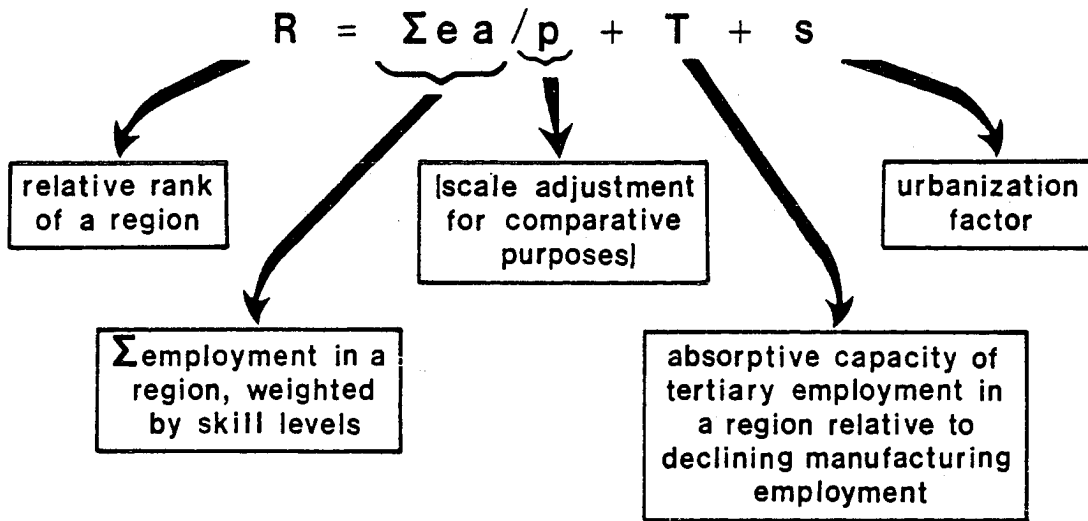 R = Σ e a / p + T + s
relative rank
of a region
|scale adjustment
for comparative
purposes|
urbanization
factor
Σemployment in a
region, weighted
by skill levels
absorptive capacity of
tertiary employment in
a region relative to
declining manufacturing
employment